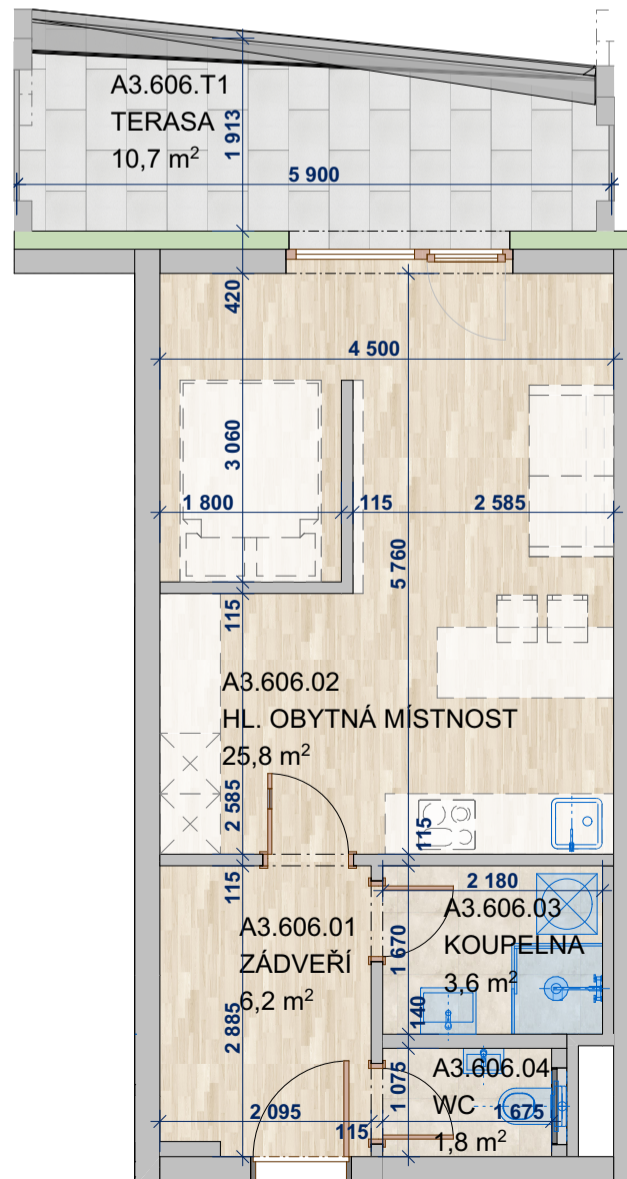 A3.606.T1
TERASA
10,7 m²
1 913
5 900
420
4 500
3 060
1 800
115
2 585
5 760
115
A3.606.02
HL. OBYTNÁ MÍSTNOST
25,8 m²
2 585
115
115
2 180
A3.606.01
ZÁDVEŘÍ
6,2 m²
A3.606.03
KOUPELNA
3,6 m²
1 670
140
2 885
1 075
A3.606.04
WC
1,8 m²
1 675
2 095
115